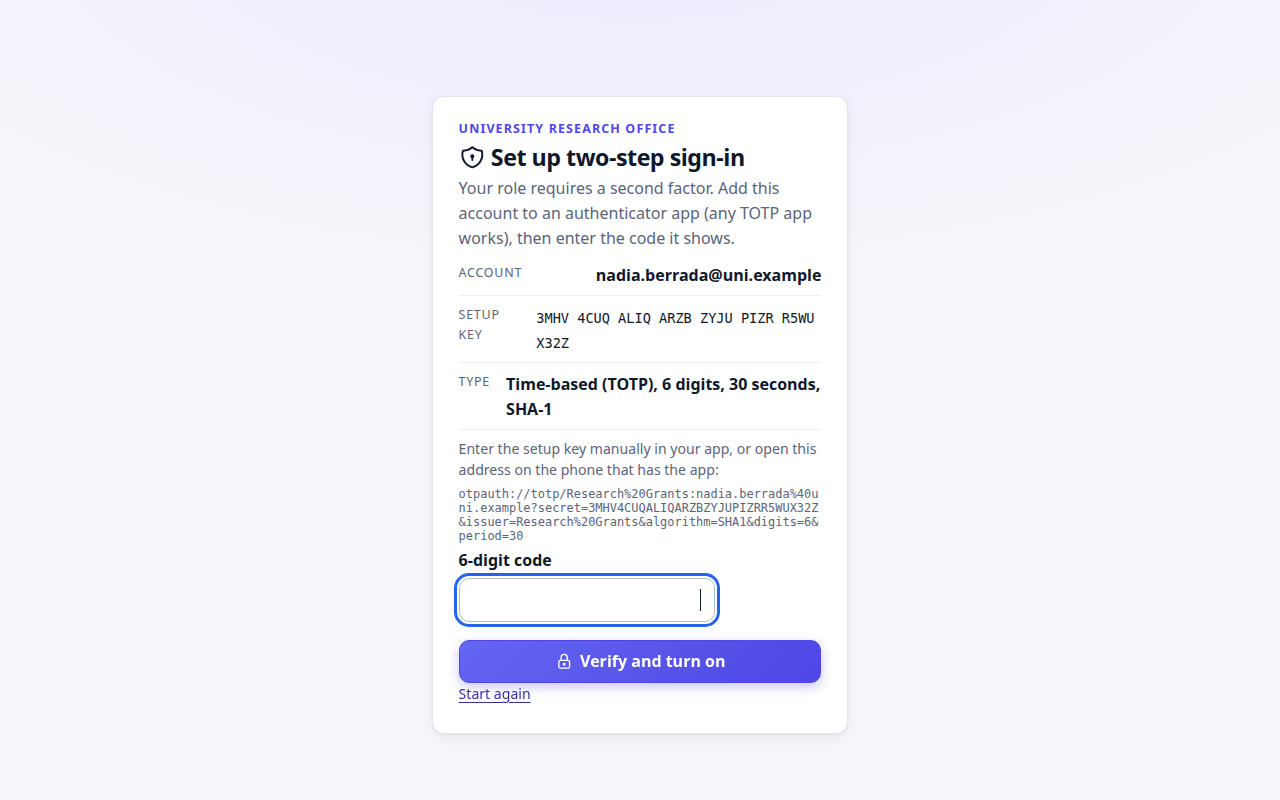 UNIVERSITY RESEARCH OFFICE
Set up two-step sign-in
Your role requires a second factor. Add this
account to an authenticator app (any TOTP app
works), then enter the code it shows.
ACCOUNT nadia.berrada@uni.example
SETUP KEY 3MHV 4CUQ ALIQ ARZB ZYJU PIZR R5WU
X32Z
TYPE Time-based (TOTP), 6 digits, 30 seconds,
SHA-1
Enter the setup key manually in your app, or open this
address on the phone that has the app:
otpauth://totp/Research%20Grants:nadia.berrada%40u
ni.example?secret=3MHV4CUQALIQARZBZYJUPIZRR5WUX32Z
&issuer=Research%20Grants&algorithm=SHA1&digits=6&
period=30
6-digit code
Verify and turn on
Start again